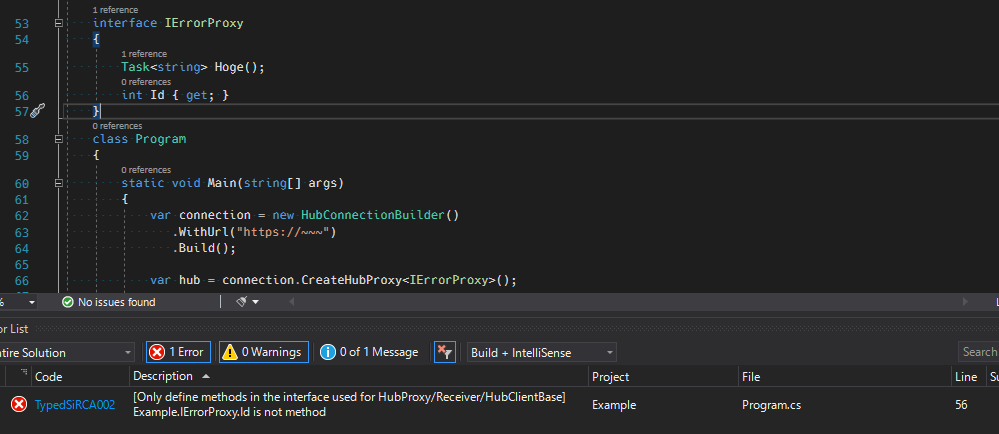 1 reference
53 interface IErrorProxy
54 {
1 reference
55 Task<string> Hoge();
0 references
56 int Id { get; }
57 }
0 references
58 class Program
59 {
0 references
60 static void Main(string[] args)
61 {
62 var connection = new HubConnectionBuilder()
63 .WithUrl("https://~~~")
64 .Build();
65
66 var hub = connection.CreateHubProxy<IErrorProxy>();
% No issues found
or List
ntire Solution 1 Error 0 Warnings 0 of 1 Message Build + IntelliSense Search
Code Description Project File Line Su
TypedSiRCA002 [Only define methods in the interface used for HubProxy/Receiver/HubClientBase] Example Program.cs 56
Example.IErrorProxy.Id is not method